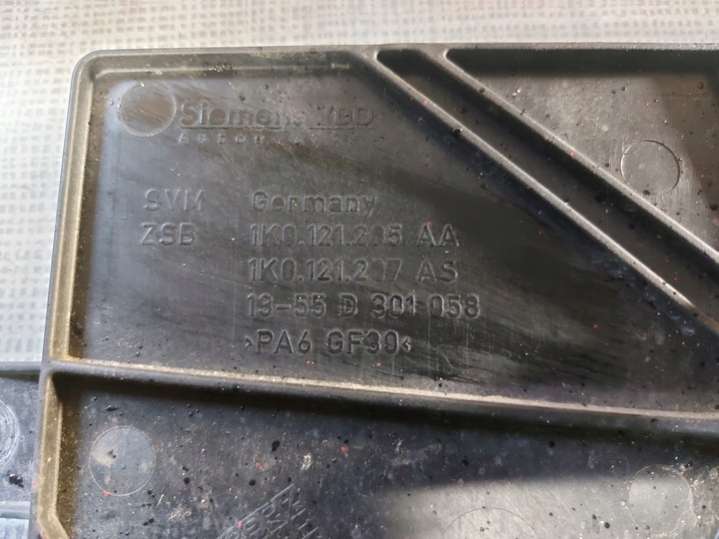 Siemens VDO
SVM Germany
ZSB 1K0.121.205 AA
1K0.121.207 AS
13-55 D 301 058
>PA6 GF30<